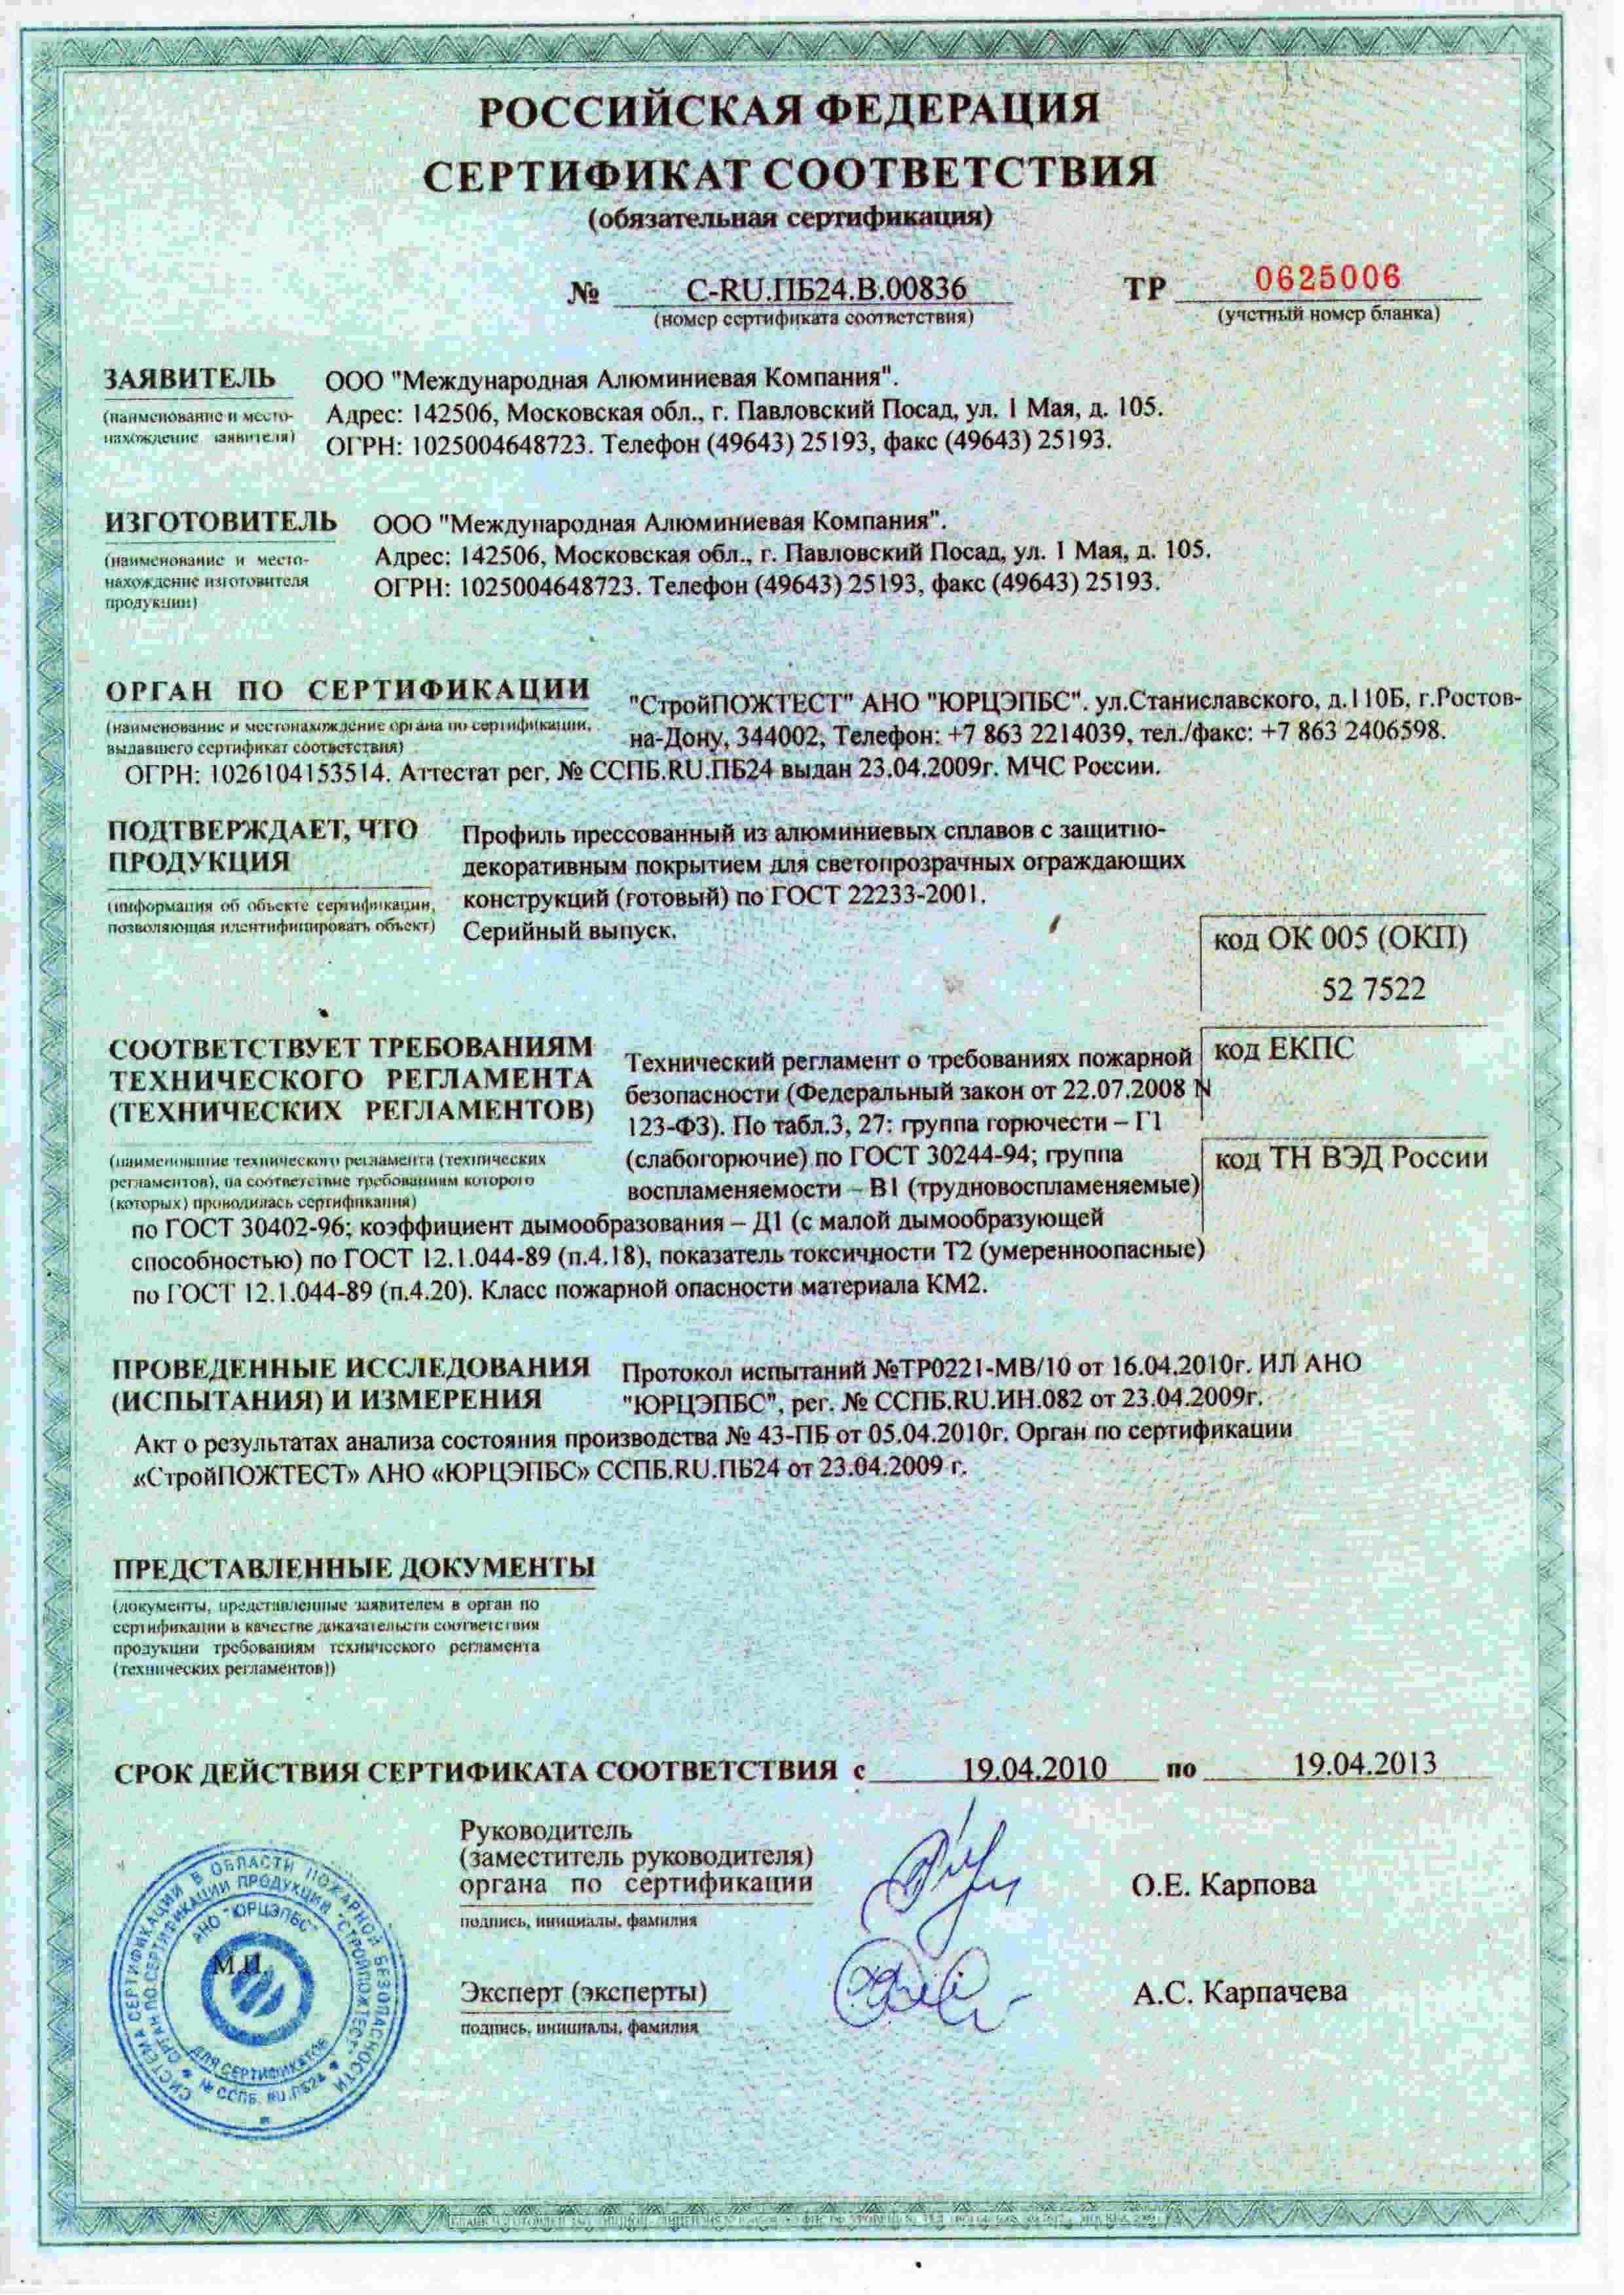 РОССИЙСКАЯ ФЕДЕРАЦИЯ
СЕРТИФИКАТ СООТВЕТСТВИЯ
(обязательная сертификация)
№ C-RU.ПБ24.В.00836 ТР 0625006
(номер сертификата соответствия) (учетный номер бланка)
ЗАЯВИТЕЛЬ ООО "Международная Алюминиевая Компания".
(наименование и место- Адрес: 142506, Московская обл., г. Павловский Посад, ул. 1 Мая, д. 105.
нахождение заявителя) ОГРН: 1025004648723. Телефон (49643) 25193, факс (49643) 25193.
ИЗГОТОВИТЕЛЬ ООО "Международная Алюминиевая Компания".
(наименование и место- Адрес: 142506, Московская обл., г. Павловский Посад, ул. 1 Мая, д. 105.
нахождение изготовителя ОГРН: 1025004648723. Телефон (49643) 25193, факс (49643) 25193.
продукции)
ОРГАН ПО СЕРТИФИКАЦИИ "СтройПОЖТЕСТ" АНО "ЮРЦЭПБС". ул.Станиславского, д.110Б, г.Ростов-
(наименование и местонахождение органа по сертификации, на-Дону, 344002, Телефон: +7 863 2214039, тел./факс: +7 863 2406598.
выдавшего сертификат соответствия)
ОГРН: 1026104153514. Аттестат рег. № ССПБ.RU.ПБ24 выдан 23.04.2009г. МЧС России.
ПОДТВЕРЖДАЕТ, ЧТО Профиль прессованный из алюминиевых сплавов с защитно-
ПРОДУКЦИЯ декоративным покрытием для светопрозрачных ограждающих
(информация об объекте сертификации, конструкций (готовый) по ГОСТ 22233-2001.
позволяющая идентифицировать объект) Серийный выпуск.
код ОК 005 (ОКП)
52 7522
СООТВЕТСТВУЕТ ТРЕБОВАНИЯМ
ТЕХНИЧЕСКОГО РЕГЛАМЕНТА
(ТЕХНИЧЕСКИХ РЕГЛАМЕНТОВ)
(наименование технического регламента (технических
регламентов), на соответствие требованиям которого
(которых) проводилась сертификация)
код ЕКПС
код ТН ВЭД России
Технический регламент о требованиях пожарной
безопасности (Федеральный закон от 22.07.2008 N
123-ФЗ). По табл.3, 27: группа горючести – Г1
(слабогорючие) по ГОСТ 30244-94; группа
воспламеняемости – В1 (трудновоспламеняемые)
по ГОСТ 30402-96; коэффициент дымообразования – Д1 (с малой дымообразующей
способностью) по ГОСТ 12.1.044-89 (п.4.18), показатель токсичности Т2 (умеренноопасные)
по ГОСТ 12.1.044-89 (п.4.20). Класс пожарной опасности материала КМ2.
ПРОВЕДЕННЫЕ ИССЛЕДОВАНИЯ Протокол испытаний №ТР0221-МВ/10 от 16.04.2010г. ИЛ АНО
(ИСПЫТАНИЯ) И ИЗМЕРЕНИЯ "ЮРЦЭПБС", рег. № ССПБ.RU.ИН.082 от 23.04.2009г.
Акт о результатах анализа состояния производства № 43-ПБ от 05.04.2010г. Орган по сертификации
«СтройПОЖТЕСТ» АНО «ЮРЦЭПБС» ССПБ.RU.ПБ24 от 23.04.2009 г.
ПРЕДСТАВЛЕННЫЕ ДОКУМЕНТЫ
(документы, представленные заявителем в орган по
сертификации в качестве доказательств соответствия
продукции требованиям технического регламента
(технических регламентов))
СРОК ДЕЙСТВИЯ СЕРТИФИКАТА СООТВЕТСТВИЯ с 19.04.2010 по 19.04.2013
Руководитель
(заместитель руководителя)
органа по сертификации О.Е. Карпова
подпись, инициалы, фамилия
Эксперт (эксперты) А.С. Карпачева
подпись, инициалы, фамилия
М.П.
СИСТЕМА СЕРТИФИКАЦИИ В ОБЛАСТИ ПОЖАРНОЙ БЕЗОПАСНОСТИ
ОРГАН ПО СЕРТИФИКАЦИИ ПРОДУКЦИИ "СТРОЙПОЖТЕСТ"
АНО "ЮРЦЭПБС"
ДЛЯ СЕРТИФИКАТОВ
№ ССПБ. RU.ПБ24